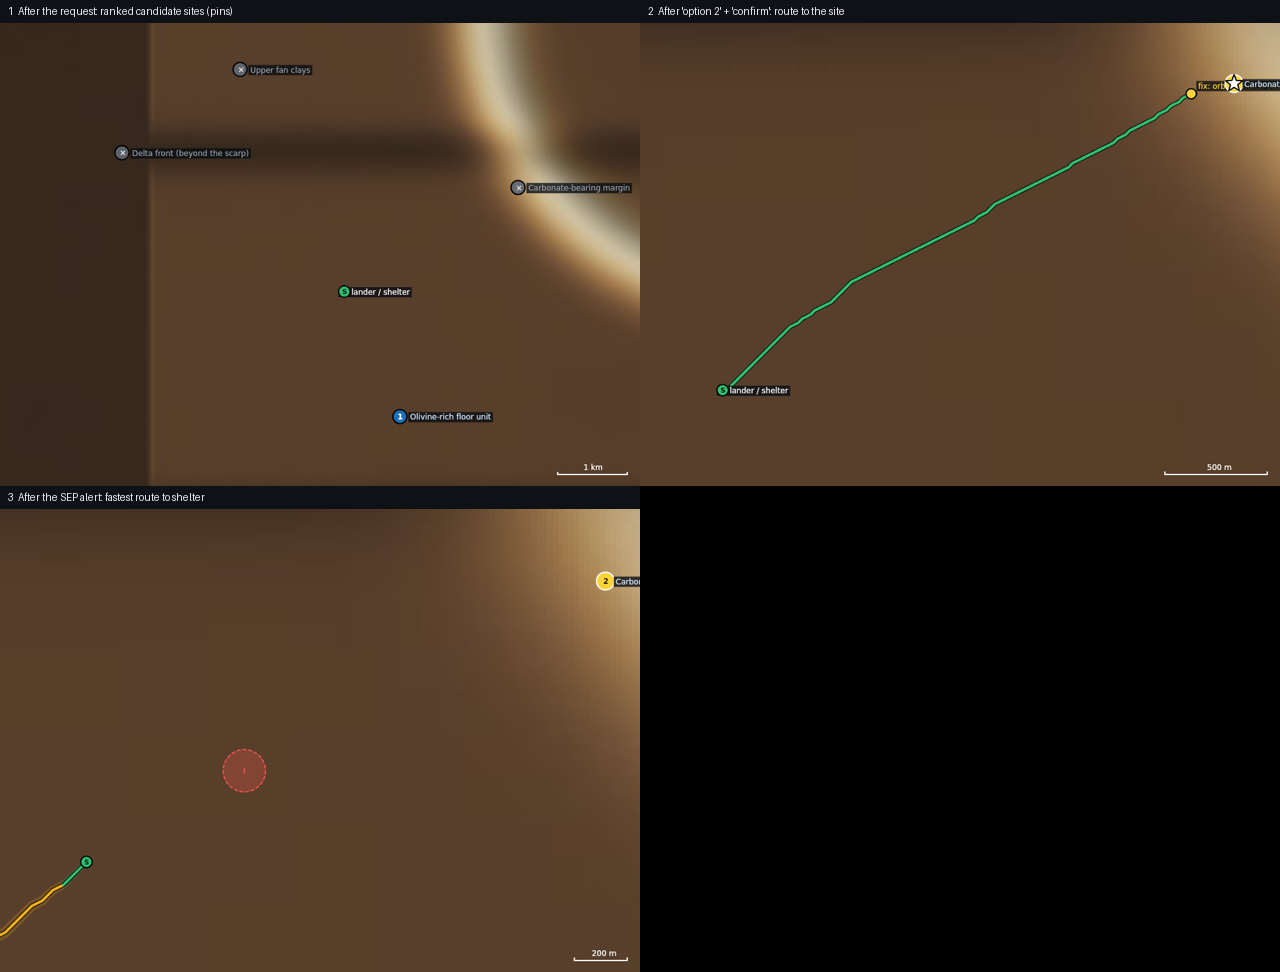 1 After the request: ranked candidate sites (pins)
Upper fan clays
Delta front (beyond the scarp)
Carbonate-bearing margin
S lander / shelter
1 Olivine-rich floor unit
1 km
2 After 'option 2' + 'confirm': route to the site
fix: orb
Carbonat
S lander / shelter
500 m
3 After the SEP alert: fastest route to shelter
2 Carbon
!
S
200 m